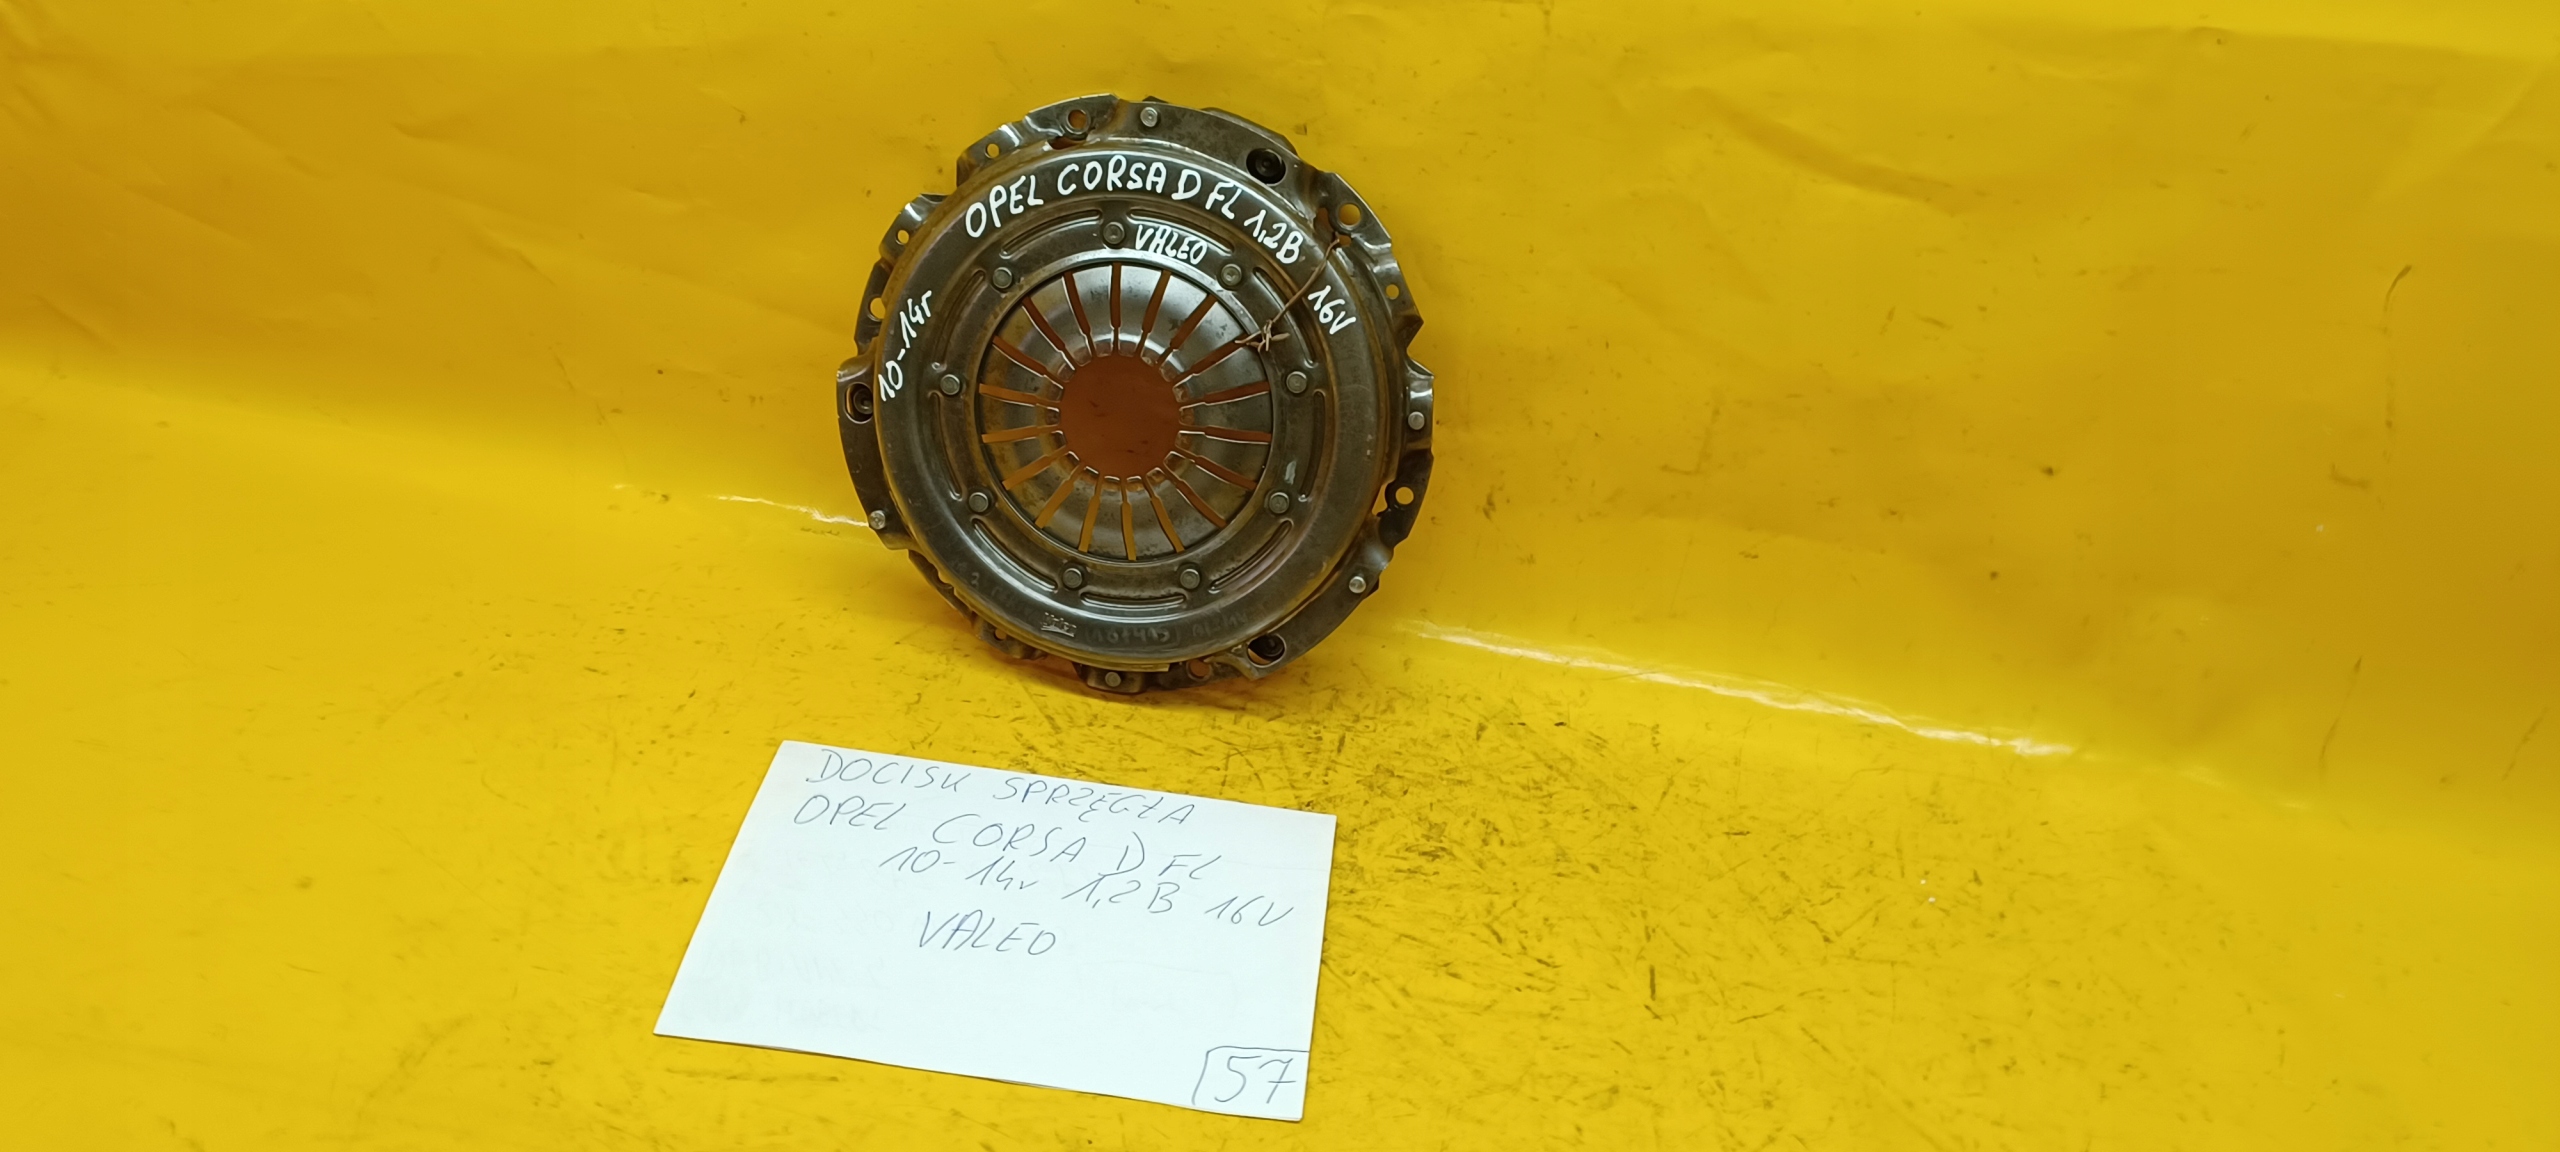 OPEL CORSA D FL 1,2B 16V
VALEO
10-14r
Valeo
DOCISK SPRZĘGŁA
OPEL CORSA D FL
10-14r 1,2B 16V
VALEO
57